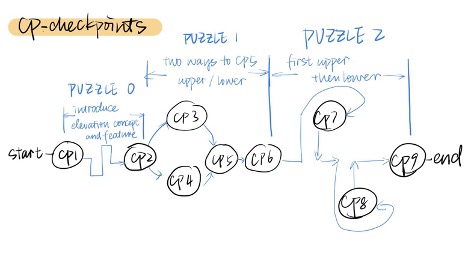 CP-checkpoints
PUZZLE 0
introduce
elevation concept
and feature
PUZZLE 1
two ways to CP5
upper/lower
PUZZLE 2
first upper
then lower
start
CP1
CP2
CP3
CP4
CP5
CP6
CP7
CP8
CP9
end